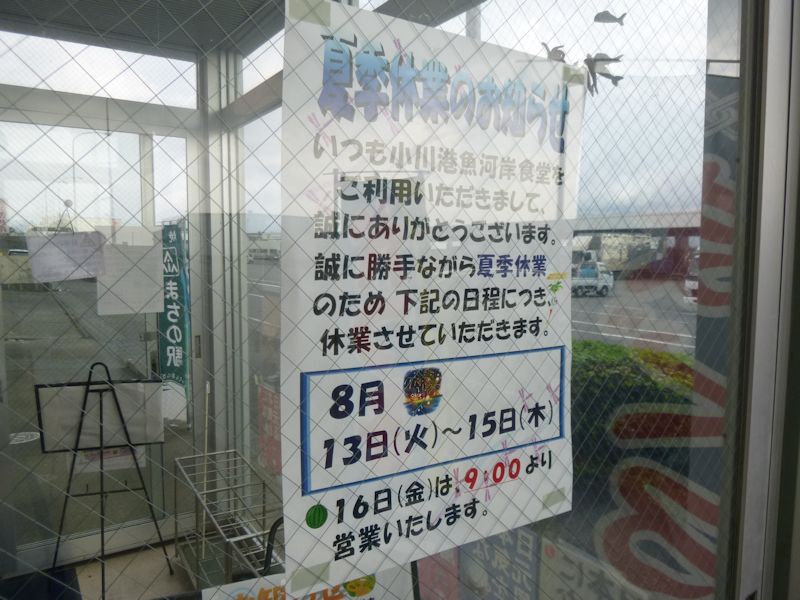 夏季休業のお知らせ
いつも小川港魚河岸食堂を
ご利用いただきまして、
誠にありがとうございます。
誠に勝手ながら夏季休業
のため 下記の日程につき、
休業させていただきます。
8月
13日(火)～15日(木)
16日(金)は 9:00より
営業いたします。
まちの駅